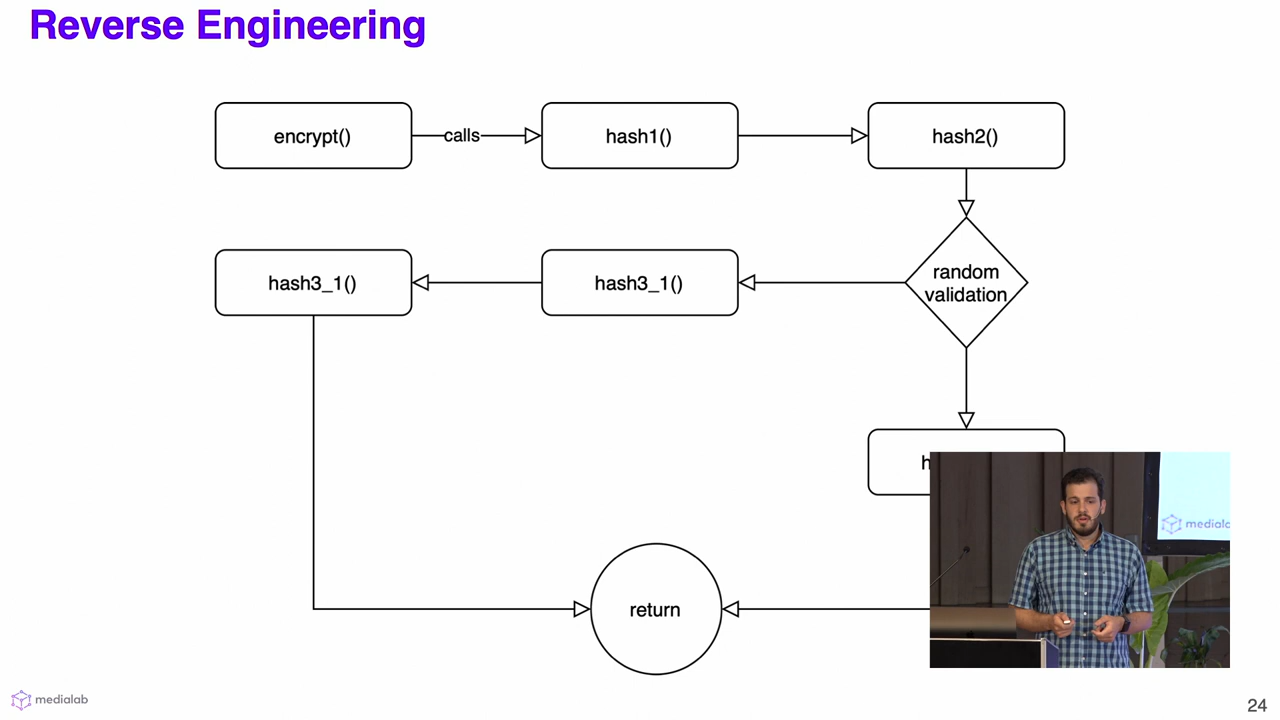 Reverse Engineering
encrypt()
calls
hash1()
hash2()
hash3_1()
hash3_1()
random
validation
return
medialab
24